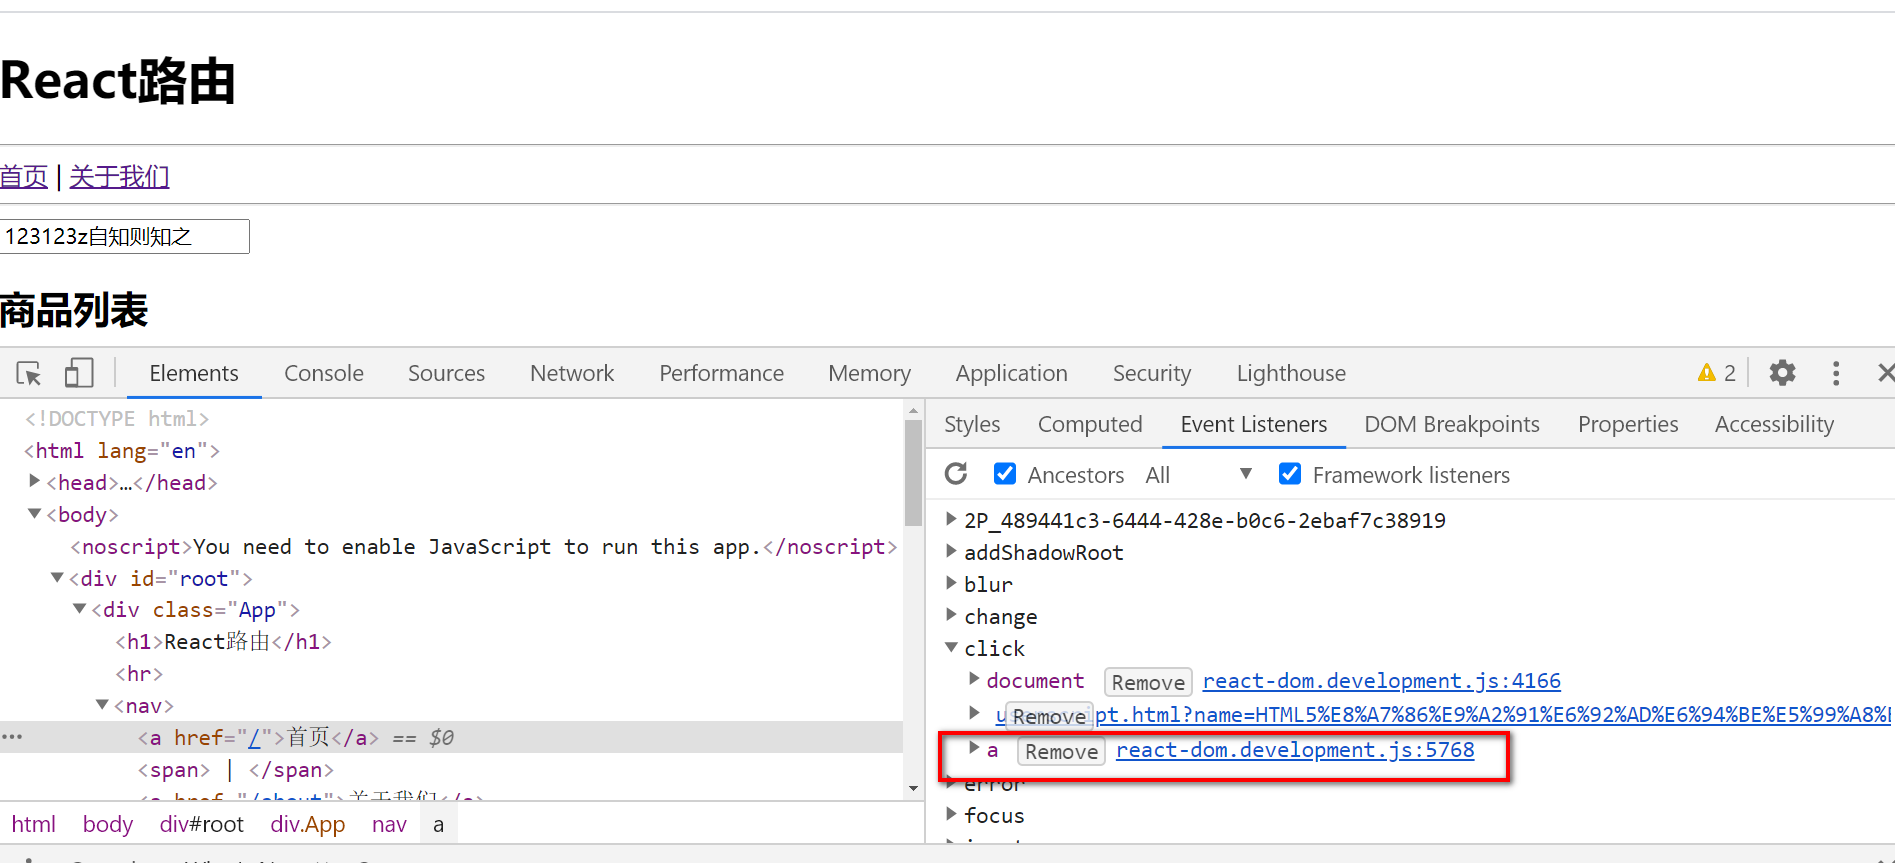 React路由
首页 | 关于我们
123123z自知则知之
商品列表
Elements Console Sources Network Performance Memory Application Security Lighthouse 2
<!DOCTYPE html>
<html lang="en">
<head>…</head>
<body>
<noscript>You need to enable JavaScript to run this app.</noscript>
<div id="root">
<div class="App">
<h1>React路由</h1>
<hr>
<nav>
<a href="/">首页</a> == $0
<span> | </span>
<a href="/about">关于我们</a>
html body div#root div.App nav a
Styles Computed Event Listeners DOM Breakpoints Properties Accessibility
Ancestors All Framework listeners
2P_489441c3-6444-428e-b0c6-2ebaf7c38919
addShadowRoot
blur
change
click
document Remove react-dom.development.js:4166
Remove pt.html?name=HTML5%E8%A7%86%E9%A2%91%E6%92%AD%E6%94%BE%E5%99%A8%
a Remove react-dom.development.js:5768
error
focus